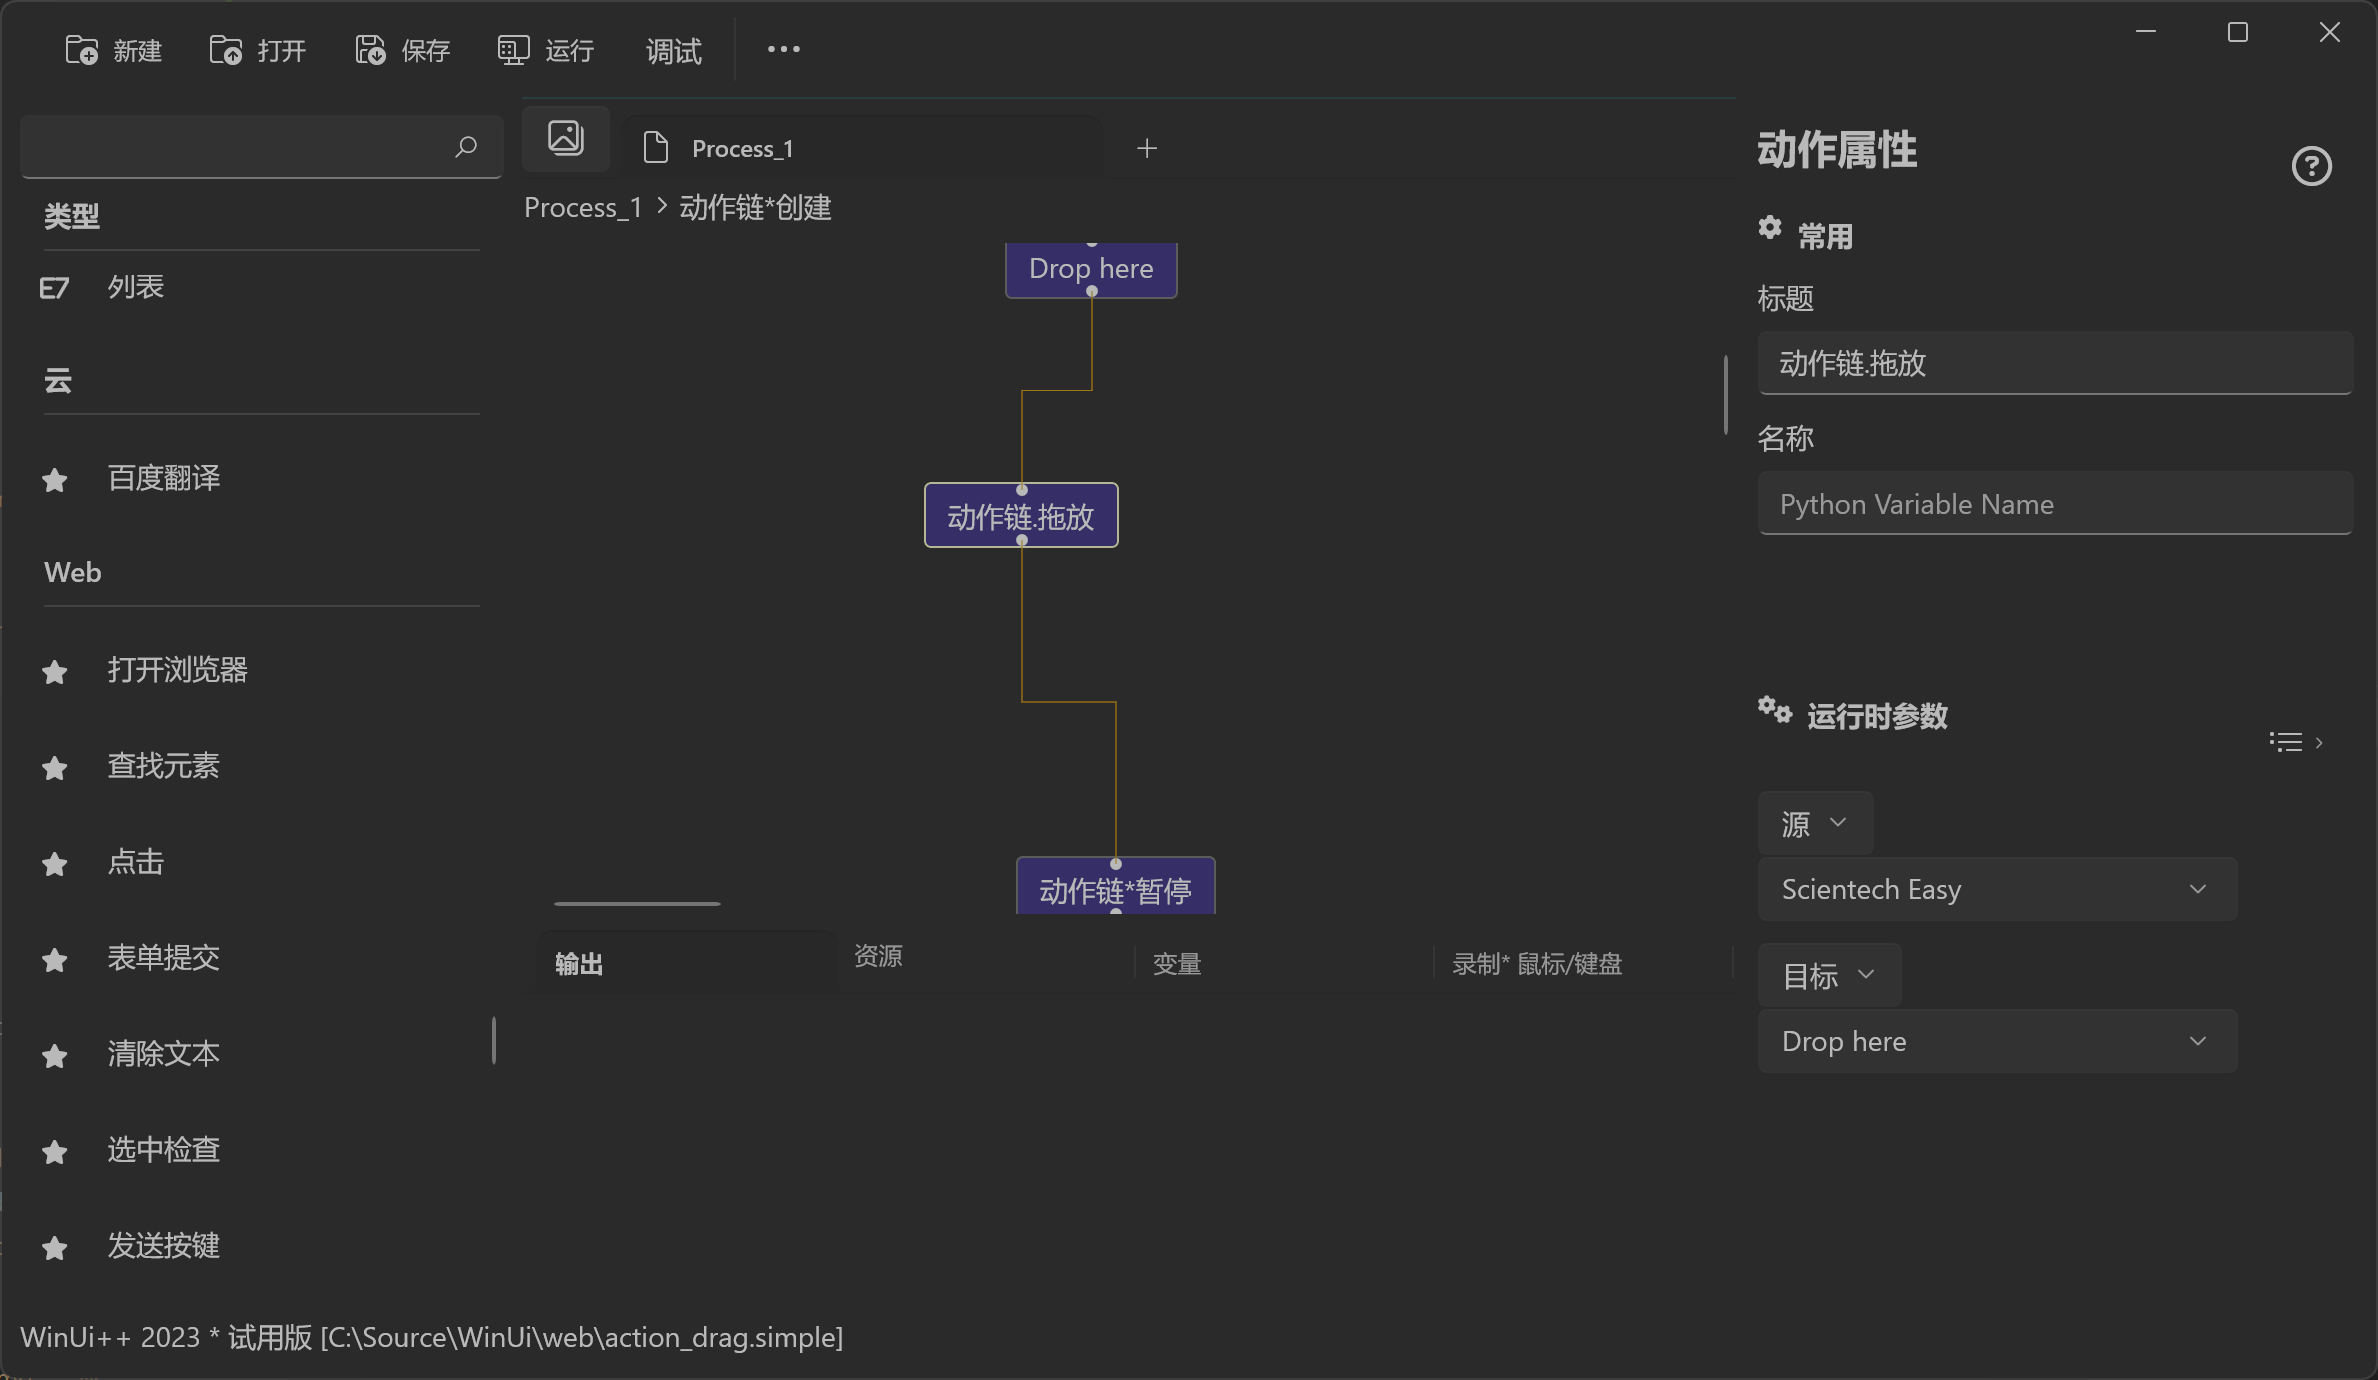 新建
打开
保存
运行
调试
类型
E7 列表
云
百度翻译
Web
打开浏览器
查找元素
点击
表单提交
清除文本
选中检查
发送按键
Process_1
Process_1 > 动作链*创建
Drop here
动作链.拖放
动作链*暂停
输出
资源
变量
录制* 鼠标/键盘
动作属性
常用
标题
动作链.拖放
名称
Python Variable Name
运行时参数
源
Scientech Easy
目标
Drop here
WinUi++ 2023 * 试用版 [C:\Source\WinUi\web\action_drag.simple]